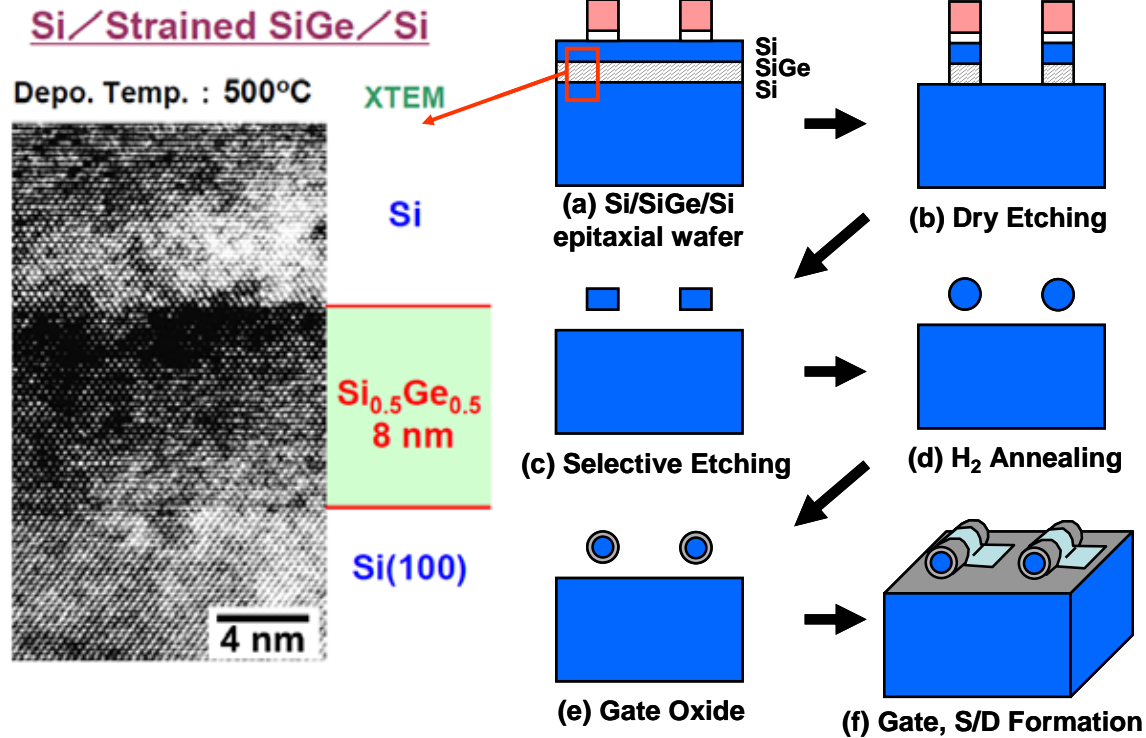 Si／Strained SiGe／Si
Depo. Temp. : 500°C
XTEM
Si
Si0.5Ge0.5
8 nm
Si(100)
4 nm
Si
SiGe
Si
(a) Si/SiGe/Si
epitaxial wafer
(b) Dry Etching
(c) Selective Etching
(d) H2 Annealing
(e) Gate Oxide
(f) Gate, S/D Formation